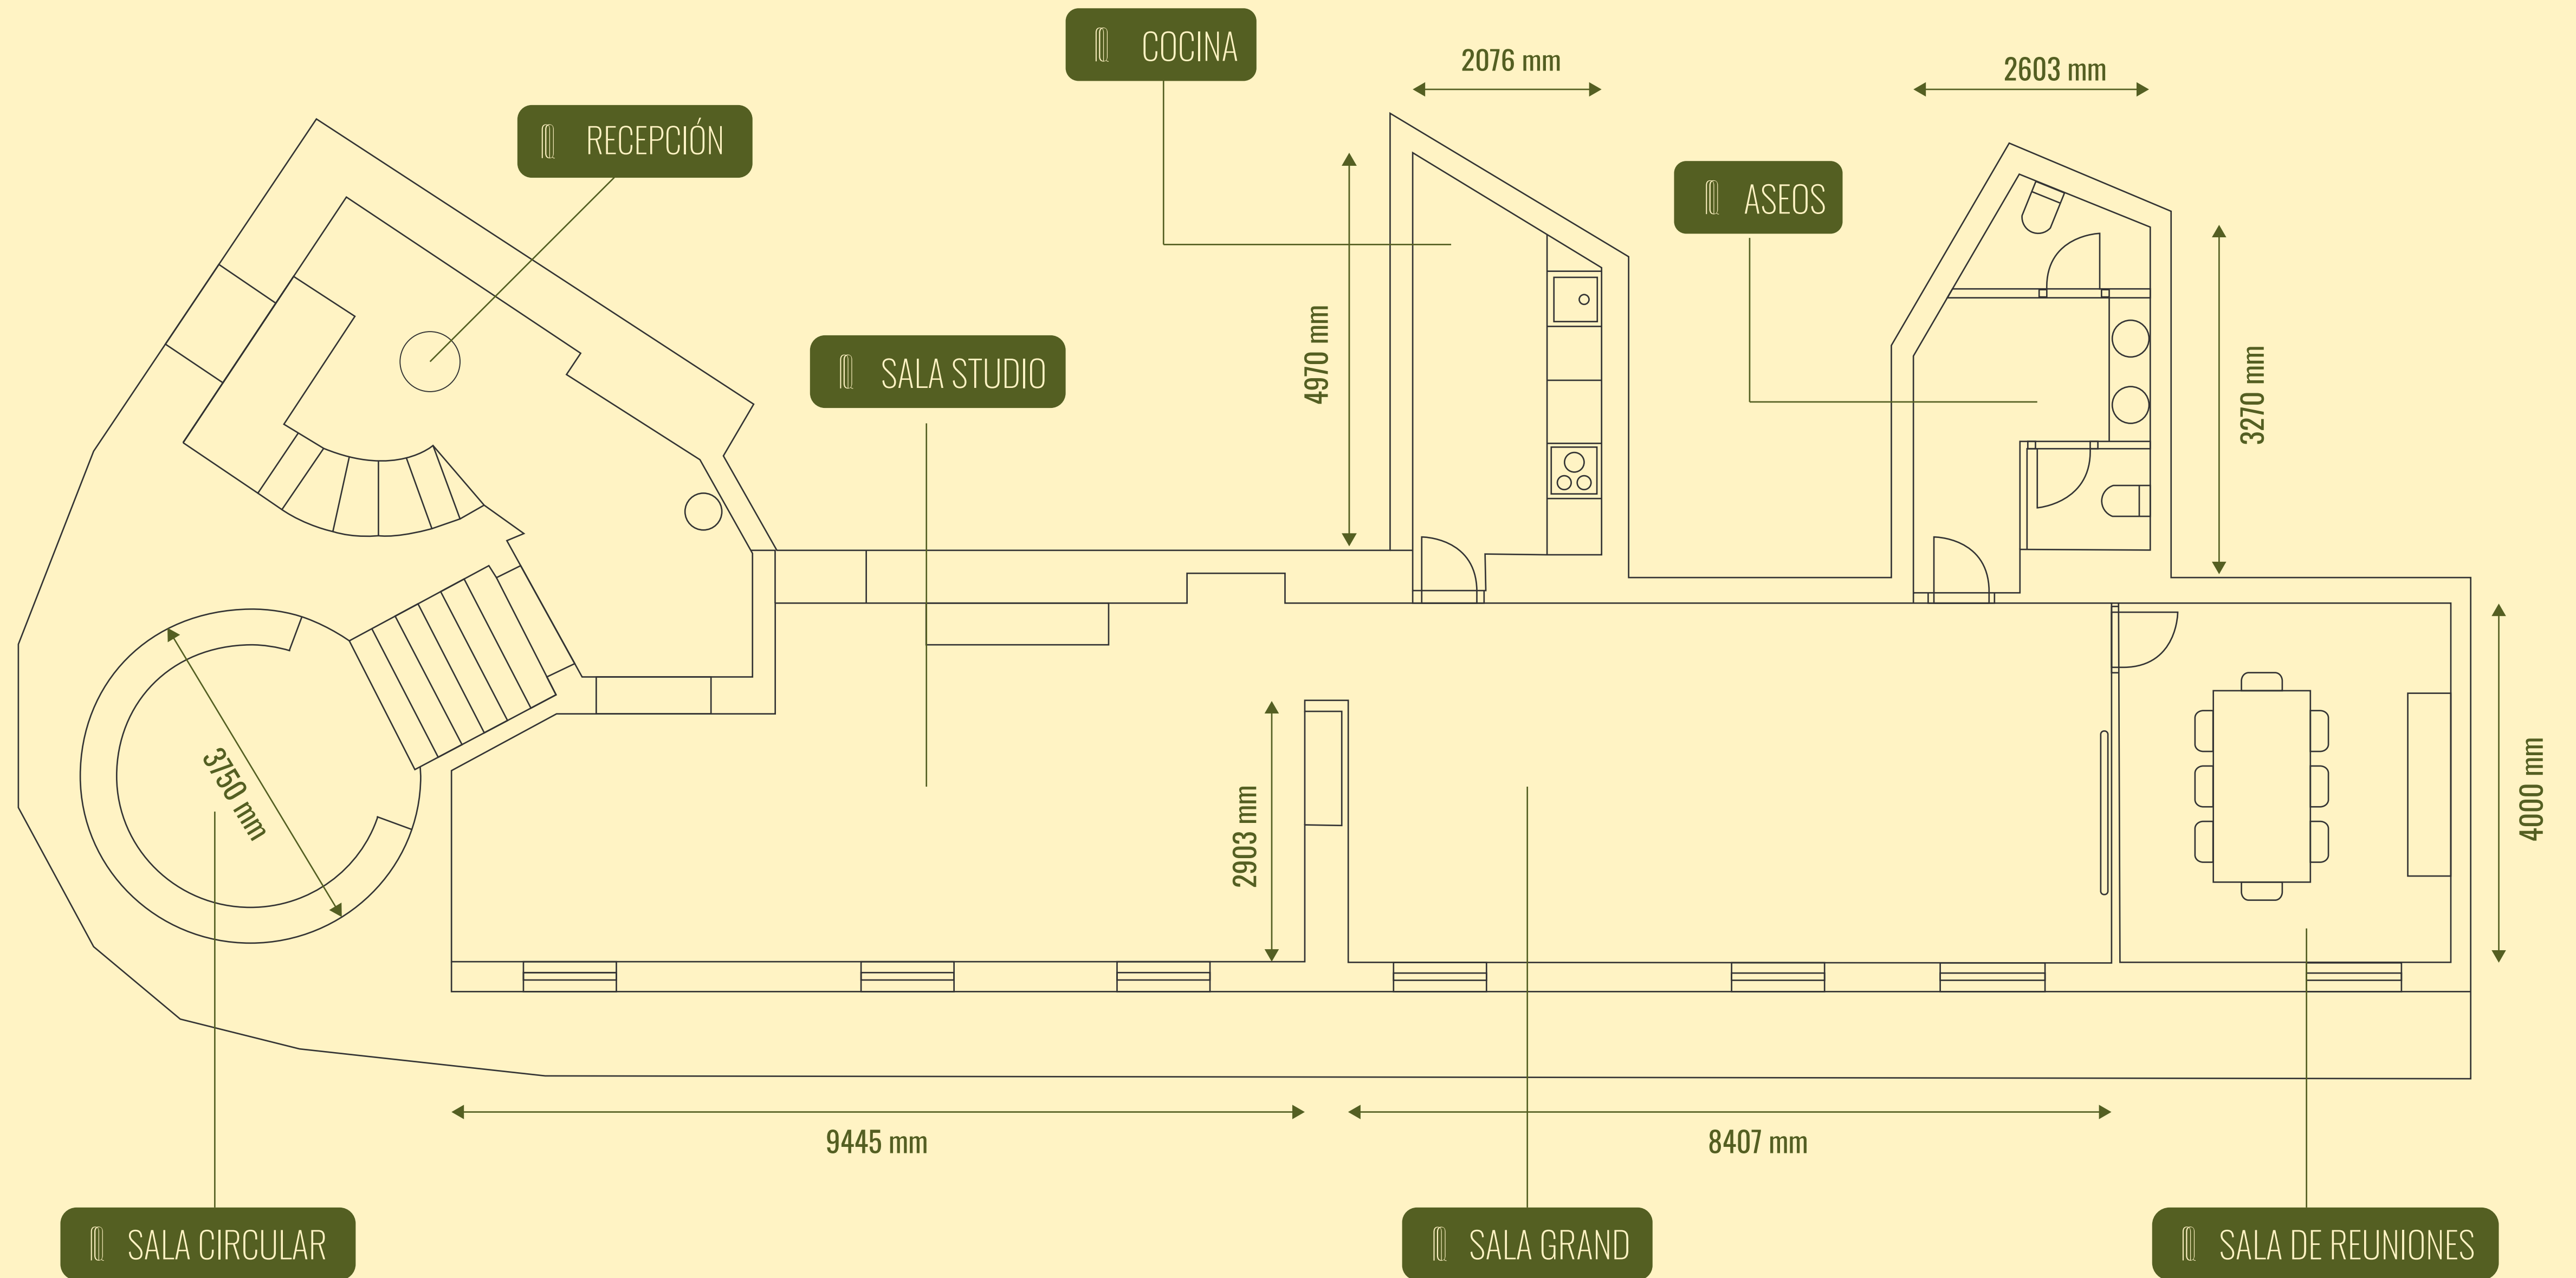 COCINA
2076 mm
2603 mm
RECEPCIÓN
ASEOS
SALA STUDIO
4970 mm
3270 mm
3750 mm
2903 mm
4000 mm
9445 mm
8407 mm
SALA CIRCULAR
SALA GRAND
SALA DE REUNIONES